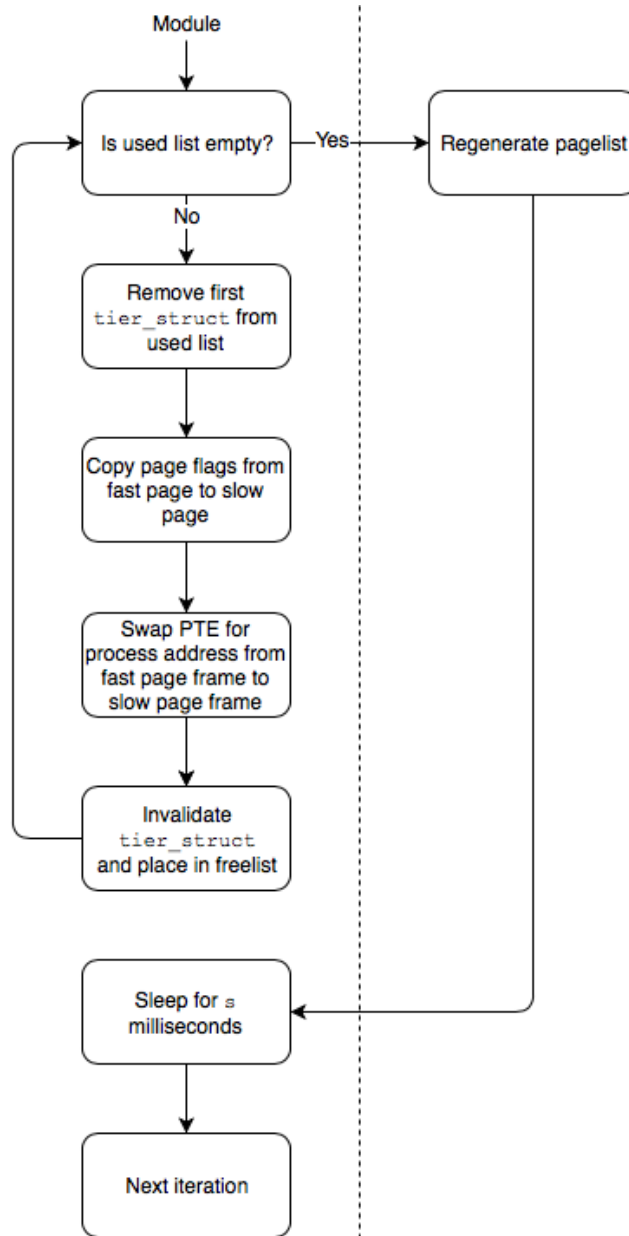 Module
Is used list empty?
Yes
Regenerate pagelist
No
Remove first
tier_struct from
used list
Copy page flags from
fast page to slow
page
Swap PTE for
process address from
fast page frame to
slow page frame
Invalidate
tier_struct
and place in freelist
Sleep for s
milliseconds
Next iteration